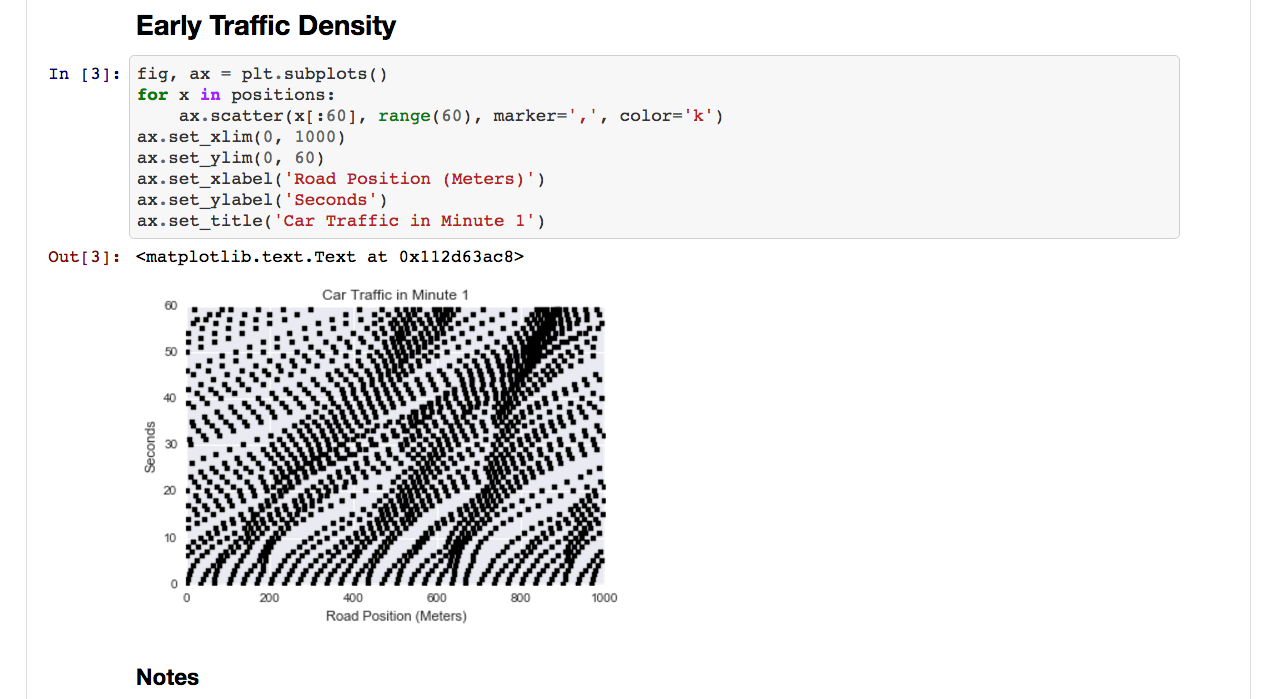 Early Traffic Density
In [3]: fig, ax = plt.subplots()
for x in positions:
    ax.scatter(x[:60], range(60), marker=',', color='k')
ax.set_xlim(0, 1000)
ax.set_ylim(0, 60)
ax.set_xlabel('Road Position (Meters)')
ax.set_ylabel('Seconds')
ax.set_title('Car Traffic in Minute 1')
Out[3]: <matplotlib.text.Text at 0x112d63ac8>
Car Traffic in Minute 1
60
50
40
30
20
10
0
Seconds
0 200 400 600 800 1000
Road Position (Meters)
Notes